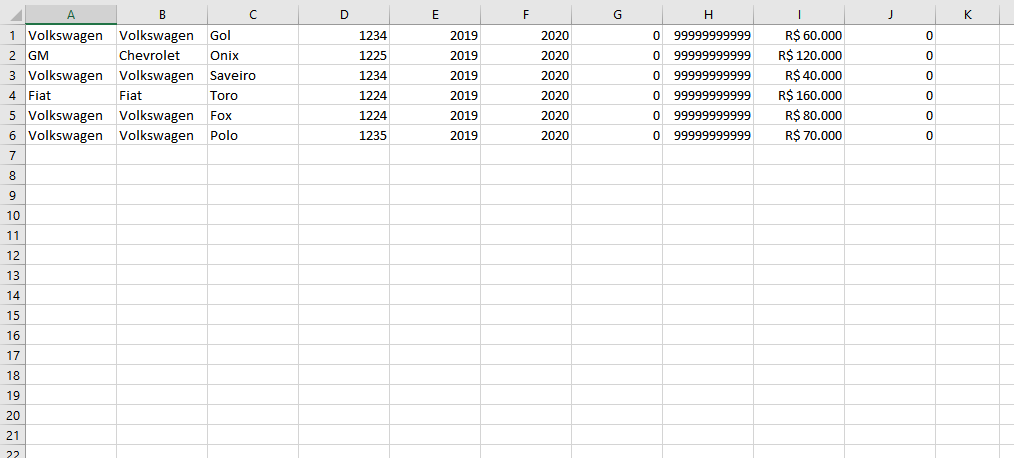 A B C D E F G H I J K
1 Volkswagen Volkswagen Gol 1234 2019 2020 0 99999999999 R$ 60.000 0
2 GM Chevrolet Onix 1225 2019 2020 0 99999999999 R$ 120.000 0
3 Volkswagen Volkswagen Saveiro 1234 2019 2020 0 99999999999 R$ 40.000 0
4 Fiat Fiat Toro 1224 2019 2020 0 99999999999 R$ 160.000 0
5 Volkswagen Volkswagen Fox 1224 2019 2020 0 99999999999 R$ 80.000 0
6 Volkswagen Volkswagen Polo 1235 2019 2020 0 99999999999 R$ 70.000 0
7
8
9
10
11
12
13
14
15
16
17
18
19
20
21
22